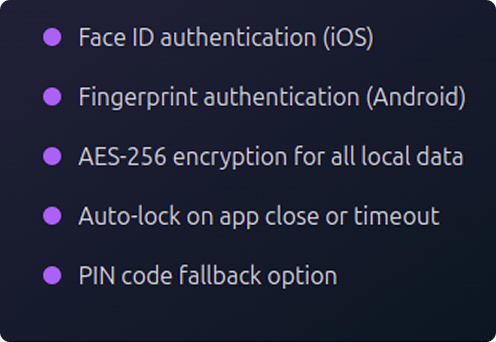 Face ID authentication (iOS)
Fingerprint authentication (Android)
AES-256 encryption for all local data
Auto-lock on app close or timeout
PIN code fallback option